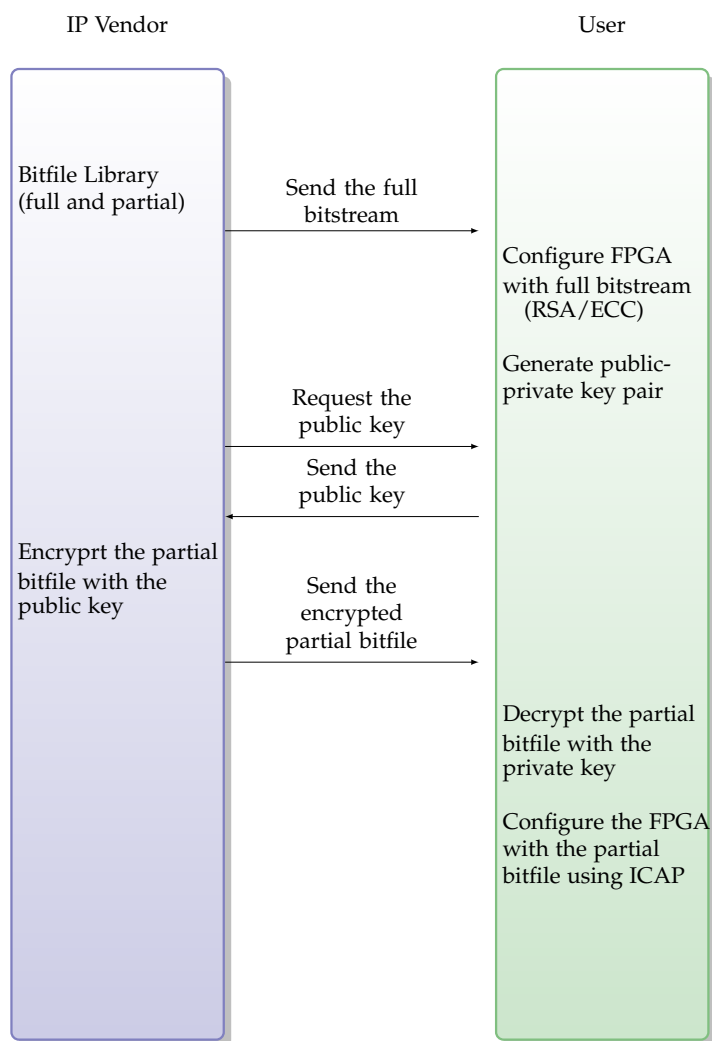 IP Vendor
User
Bitfile Library
(full and partial)
Send the full
bitstream
Configure FPGA
with full bitstream
(RSA/ECC)
Generate public-
private key pair
Request the
public key
Send the
public key
Encryprt the partial
bitfile with the
public key
Send the
encrypted
partial bitfile
Decrypt the partial
bitfile with the
private key
Configure the FPGA
with the partial
bitfile using ICAP